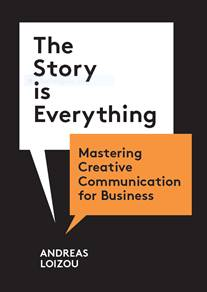 The
Story
is
Everything
Mastering
Creative
Communication
for Business
ANDREAS
LOIZOU